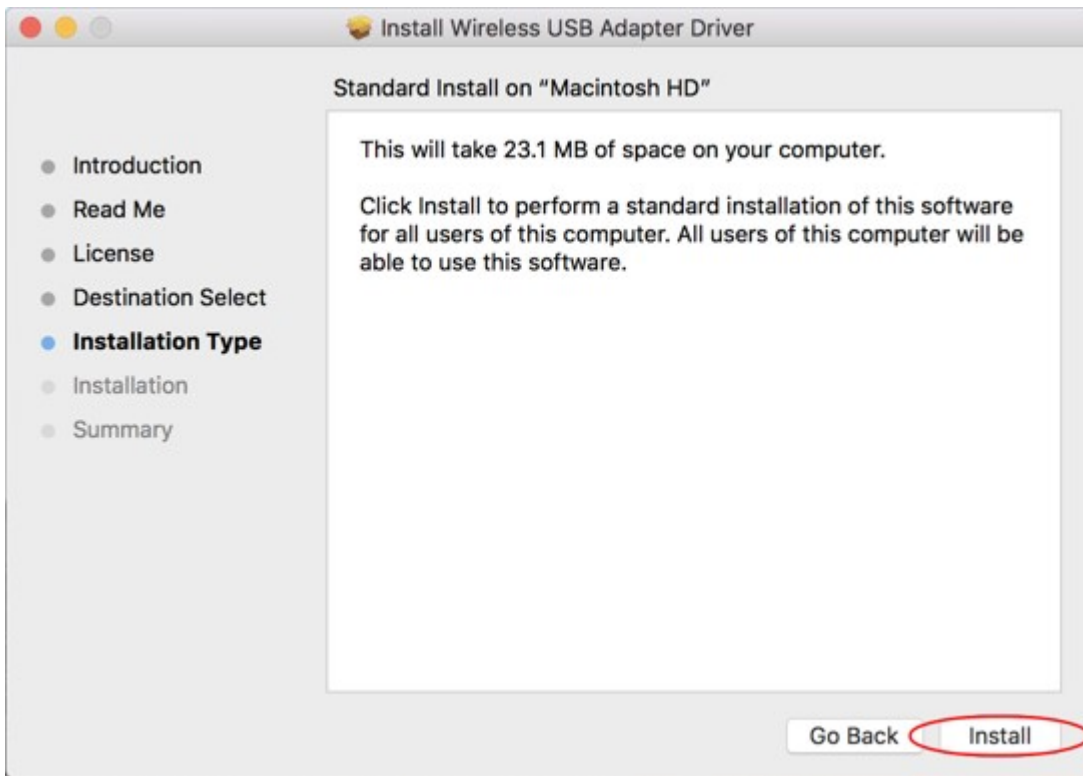 Install Wireless USB Adapter Driver
Standard Install on “Macintosh HD”
Introduction
Read Me
License
Destination Select
Installation Type
Installation
Summary
This will take 23.1 MB of space on your computer.
Click Install to perform a standard installation of this software
for all users of this computer. All users of this computer will be
able to use this software.
Go Back
Install